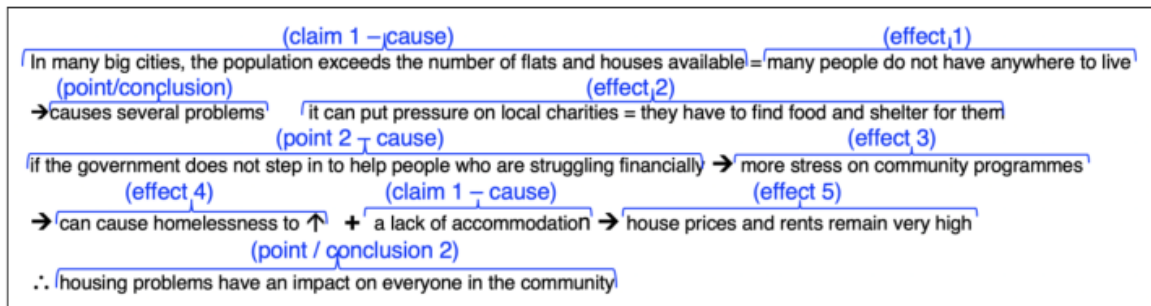 (claim 1 – cause) (effect 1)
In many big cities, the population exceeds the number of flats and houses available = many people do not have anywhere to live
(point/conclusion) (effect 2)
→causes several problems it can put pressure on local charities = they have to find food and shelter for them
(point 2 – cause) (effect 3)
if the government does not step in to help people who are struggling financially → more stress on community programmes
(effect 4) (claim 1 – cause) (effect 5)
→ can cause homelessness to ↑ + a lack of accommodation → house prices and rents remain very high
(point / conclusion 2)
∴ housing problems have an impact on everyone in the community